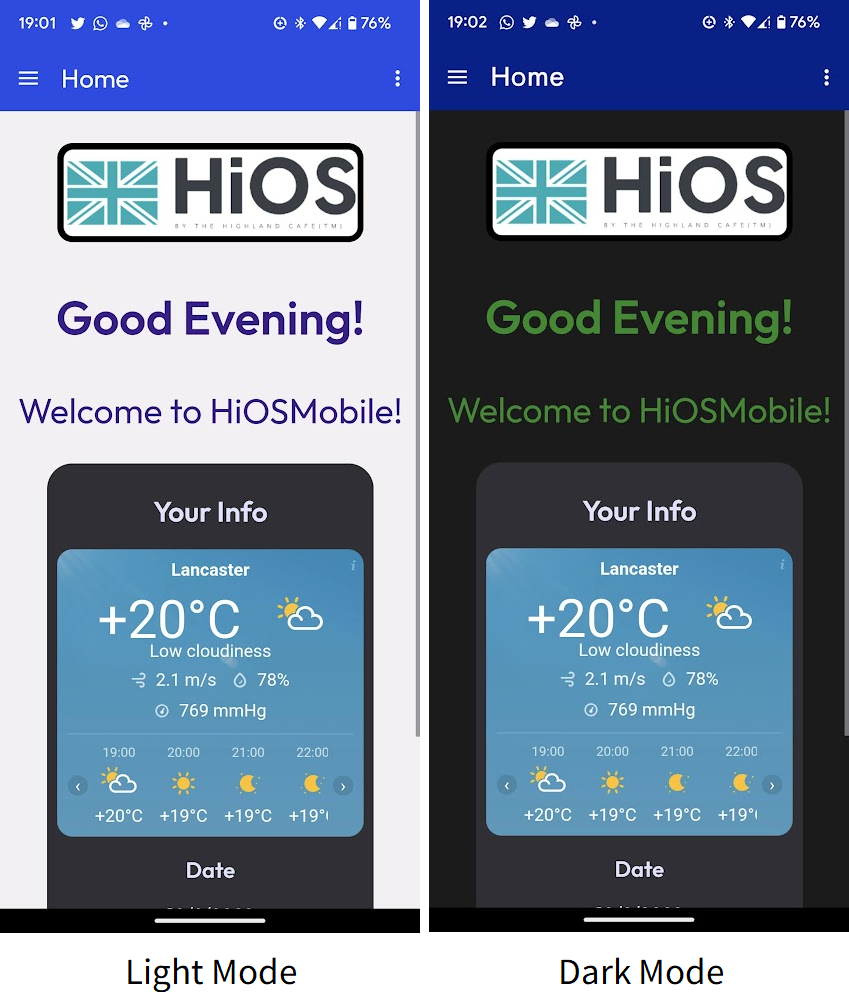 19:01 76%
Home
HiOS
BY THE HIGHLAND CAFE(TM)
Good Evening!
Welcome to HiOSMobile!
Your Info
Lancaster
i
+20°C
Low cloudiness
2.1 m/s 78%
769 mmHg
19:00 20:00 21:00 22:00
+20°C +19°C +19°C +19°
Date
Light Mode
19:02 76%
Home
HiOS
BY THE HIGHLAND CAFE(TM)
Good Evening!
Welcome to HiOSMobile!
Your Info
Lancaster
i
+20°C
Low cloudiness
2.1 m/s 78%
769 mmHg
19:00 20:00 21:00 22:00
+20°C +19°C +19°C +19°
Date
Dark Mode